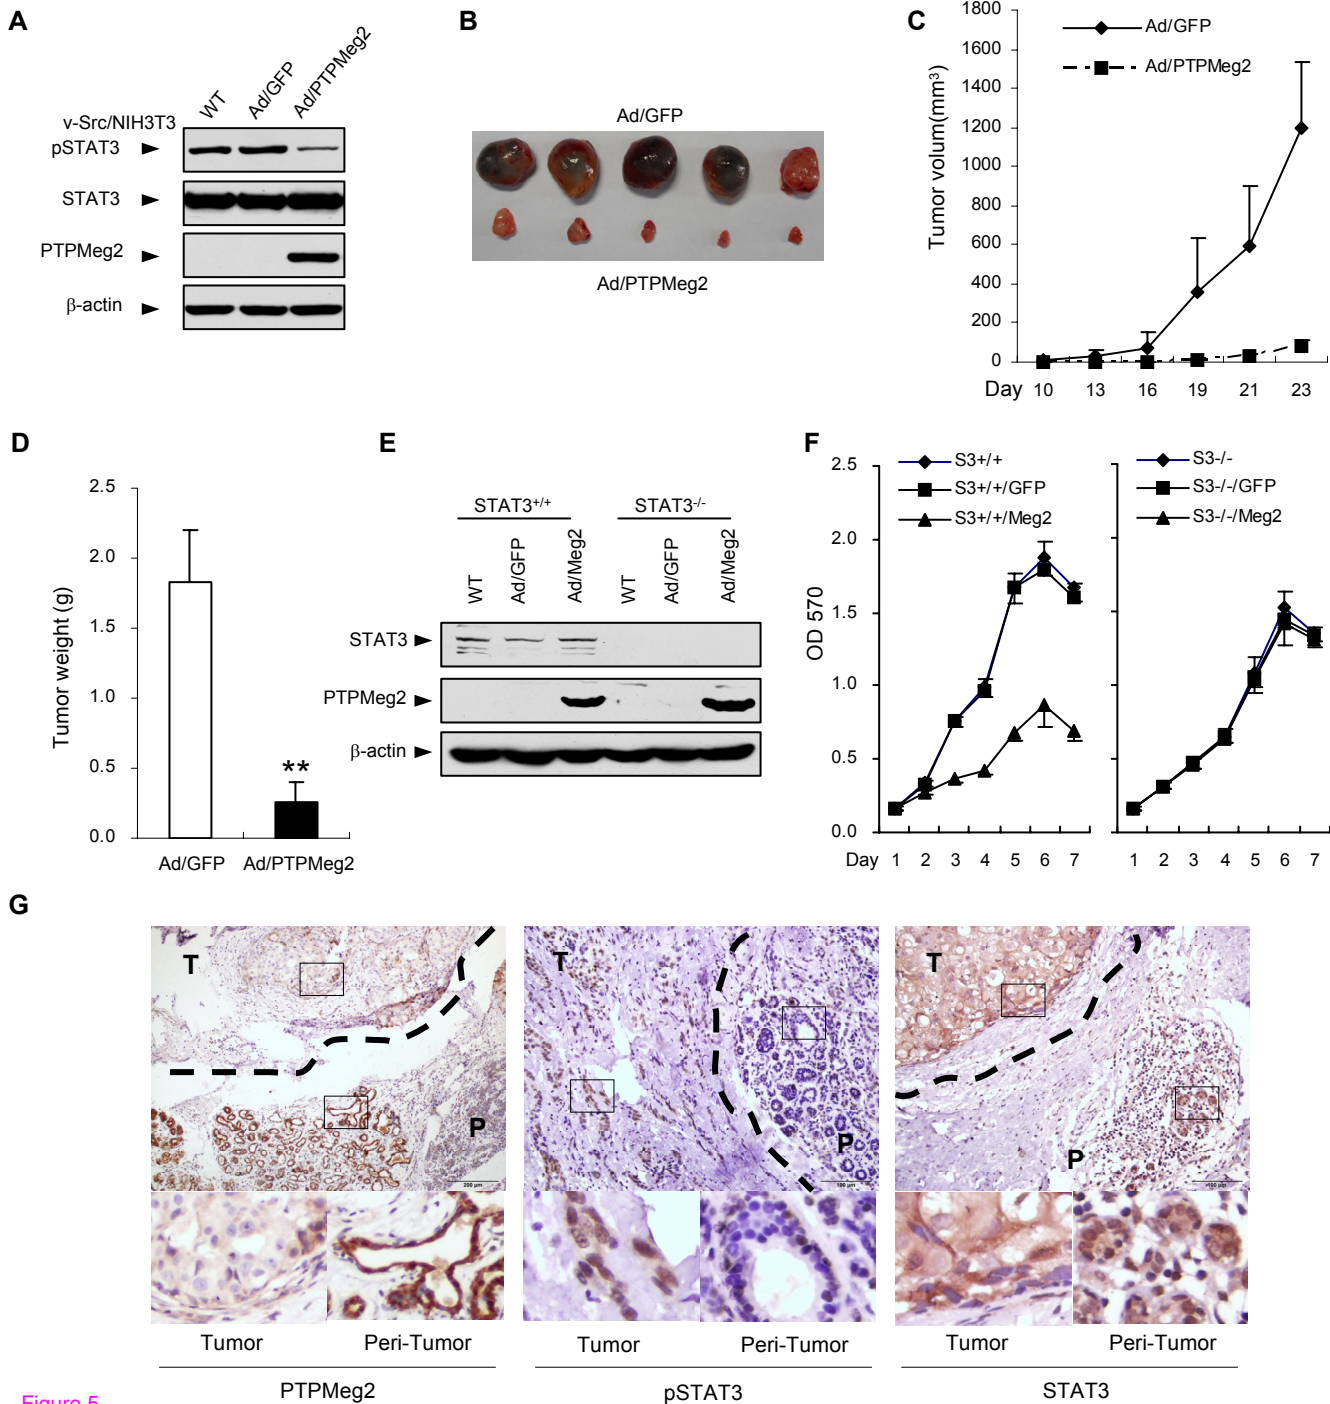 A
WT
Ad/GFP
Ad/PTPMeg2
v-Src/NIH3T3
pSTAT3
STAT3
PTPMeg2
β-actin
B
Ad/GFP
Ad/PTPMeg2
C
Ad/GFP
Ad/PTPMeg2
Tumor volum(mm³)
1800
1600
1400
1200
1000
800
600
400
200
0
Day 10 13 16 19 21 23
D
Tumor weight (g)
2.5
2.0
1.5
1.0
0.5
0.0
**
Ad/GFP Ad/PTPMeg2
E
STAT3+/+ STAT3-/-
WT Ad/GFP Ad/Meg2 WT Ad/GFP Ad/Meg2
STAT3
PTPMeg2
β-actin
F
S3+/+
S3+/+/GFP
S3+/+/Meg2
S3-/-
S3-/-/GFP
S3-/-/Meg2
OD 570
2.5
2.0
1.5
1.0
0.5
0.0
Day 1 2 3 4 5 6 7 1 2 3 4 5 6 7
G
T
P
200 µm
T
P
100 µm
T
P
100 µm
Tumor Peri-Tumor Tumor Peri-Tumor Tumor Peri-Tumor
PTPMeg2 pSTAT3 STAT3
Figure 5